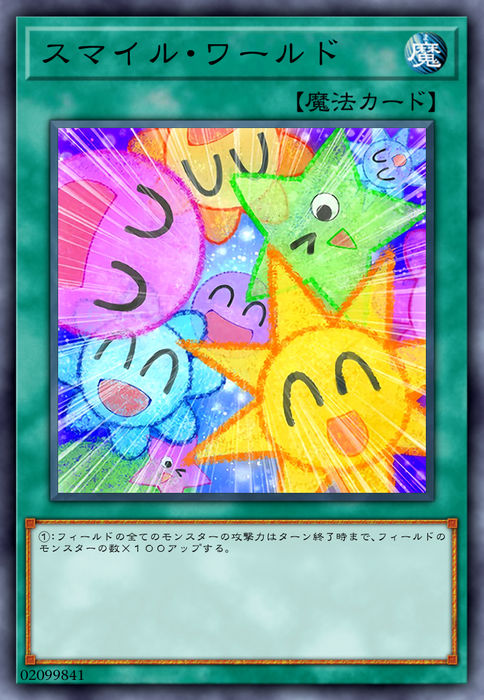 スマイル・ワールド
魔
【魔法カード】
①:フィールドの全てのモンスターの攻撃力はターン終了時まで、フィールドの
モンスターの数×１００アップする。
02099841